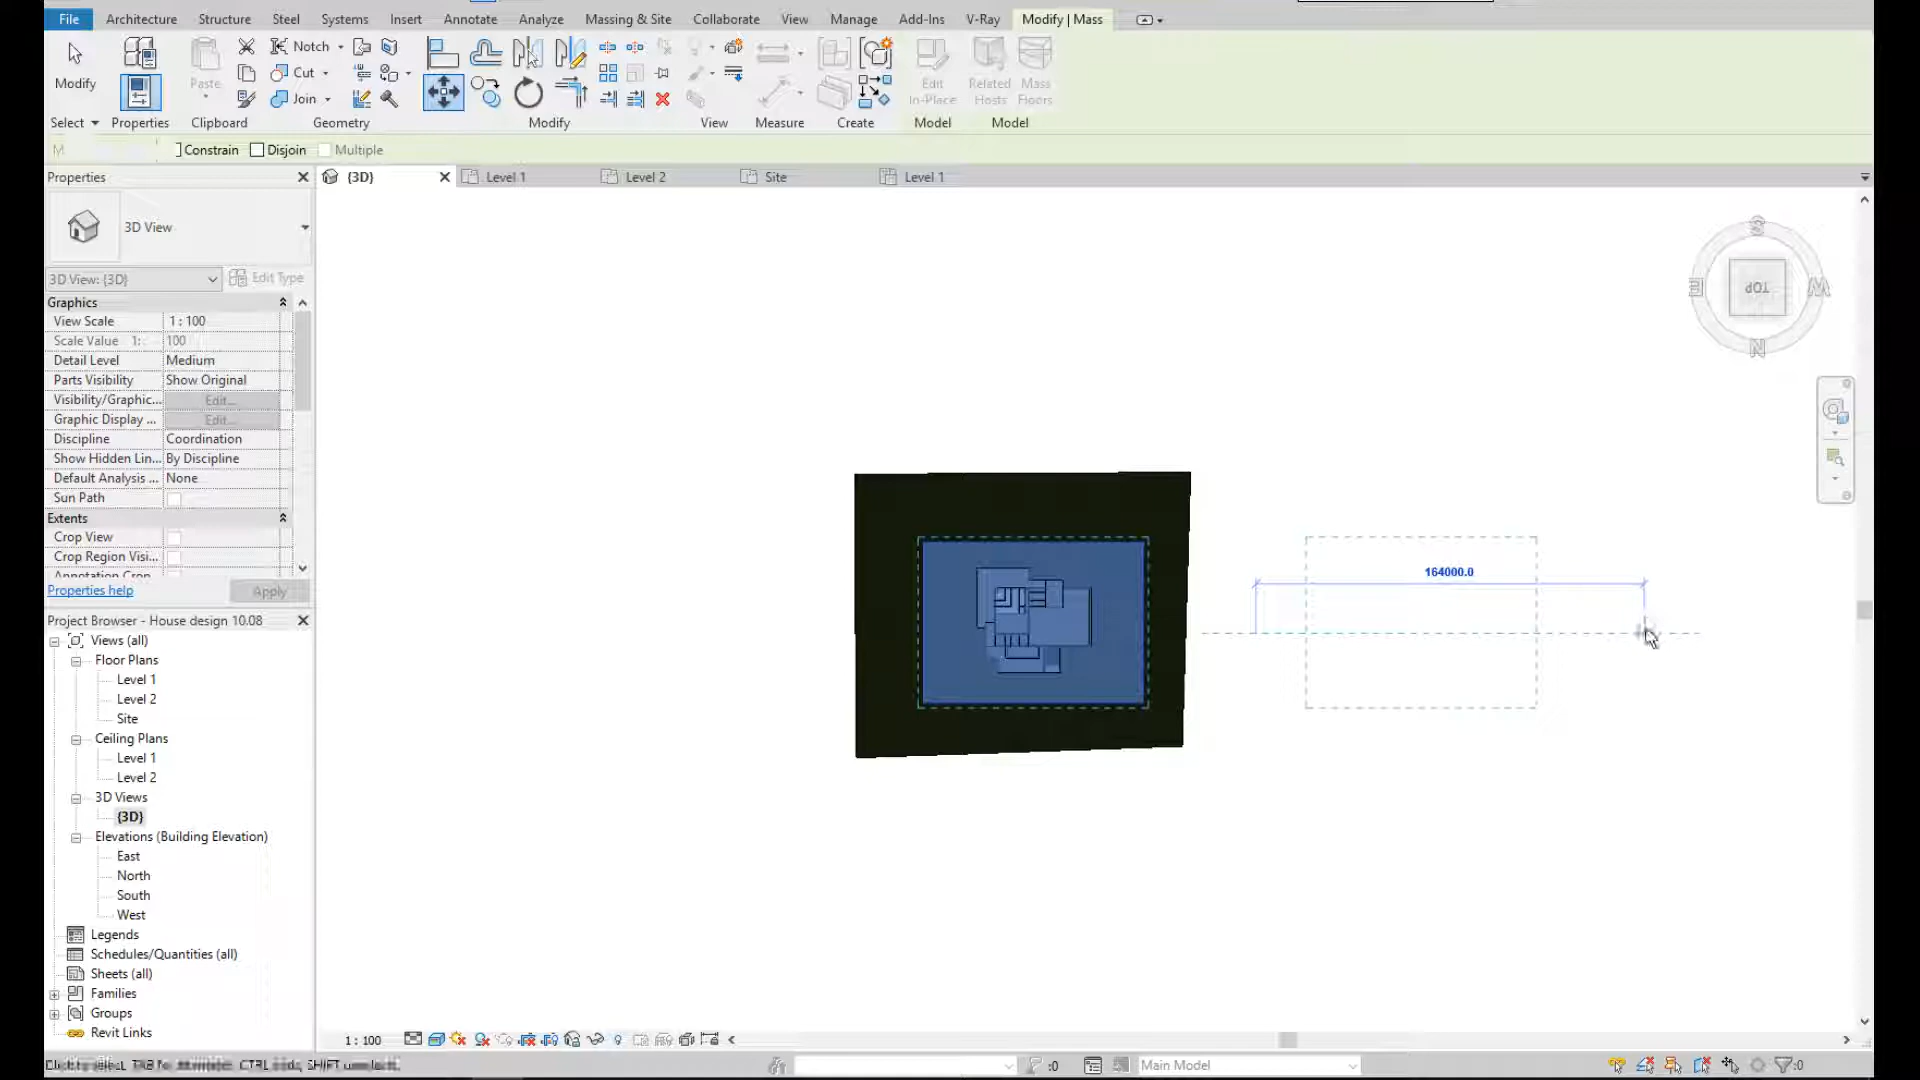 File Architecture Structure Steel Systems Insert Annotate Analyze Massing & Site Collaborate View Manage Add-Ins V-Ray Modify | Mass
Modify
Paste
Notch
Cut
Join
Edit
In-Place
Related
Hosts
Mass
Floors
Select Properties Clipboard Geometry Modify View Measure Create Model Model
M Constrain Disjoin Multiple
Properties
{3D} Level 1 Level 2 Site Level 1
3D View
3D View: {3D} Edit Type
Graphics
View Scale 1 : 100
Scale Value 1: 100
Detail Level Medium
Parts Visibility Show Original
Visibility/Graphic... Edit...
Graphic Display ... Edit...
Discipline Coordination
Show Hidden Lin... By Discipline
Default Analysis ... None
Sun Path
Extents
Crop View
Crop Region Visi...
Annotation Crop
Properties help Apply
Project Browser - House design 10.08
Views (all)
Floor Plans
Level 1
Level 2
Site
Ceiling Plans
Level 1
Level 2
3D Views
{3D}
Elevations (Building Elevation)
East
North
South
West
Legends
Schedules/Quantities (all)
Sheets (all)
Families
Groups
Revit Links
164000.0
S
E TOP W
N
1 : 100
:0 Main Model :0